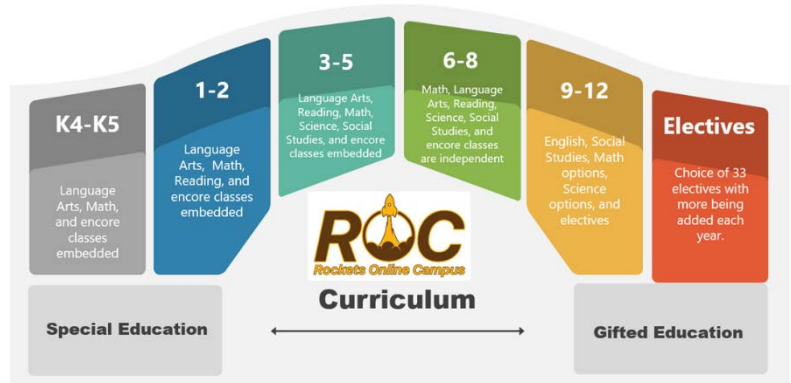 K4-K5
Language
Arts, Math,
and encore
classes
embedded
1-2
Language
Arts, Math,
Reading, and
encore classes
embedded
3-5
Language Arts,
Reading, Math,
Science, Social
Studies, and encore
classes embedded
6-8
Math, Language
Arts, Reading,
Science, Social
Studies, and
encore classes
are independent
9-12
English, Social
Studies, Math
options,
Science
options, and
electives
Electives
Choice of 33
electives with
more being
added each
year.
ROC
Rockets Online Campus
Curriculum
Special Education
Gifted Education